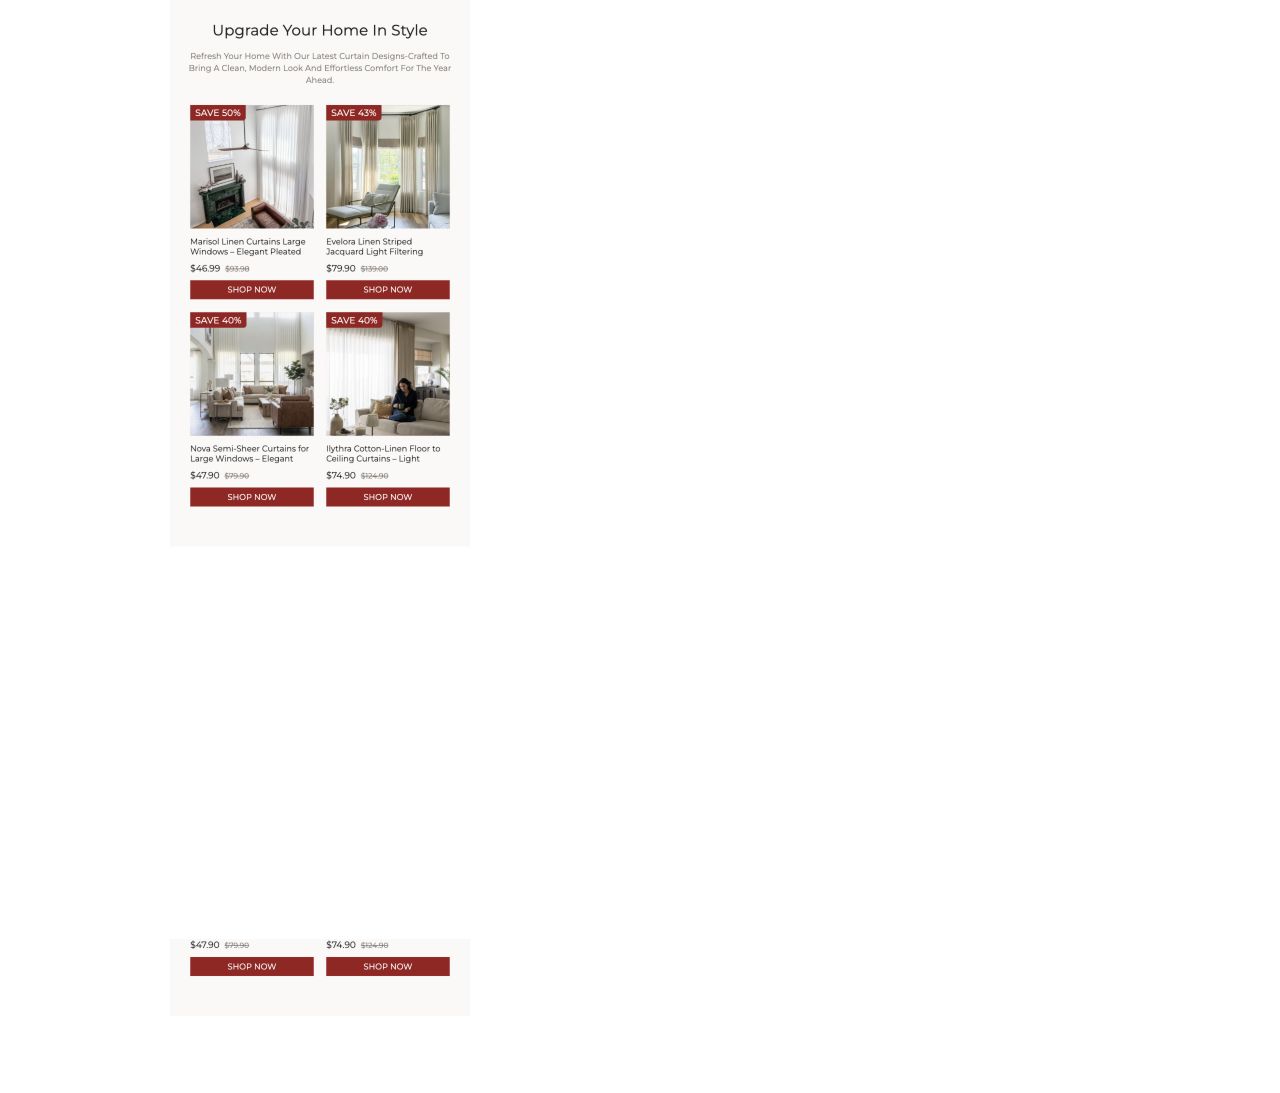 Upgrade Your Home In Style
Refresh Your Home With Our Latest Curtain Designs-Crafted To
Bring A Clean, Modern Look And Effortless Comfort For The Year
Ahead.
SAVE 50%
SAVE 43%
Marisol Linen Curtains Large
Windows – Elegant Pleated
Evelora Linen Striped
Jacquard Light Filtering
$46.99 $93.98
$79.90 $139.00
SHOP NOW
SHOP NOW
SAVE 40%
SAVE 40%
Nova Semi-Sheer Curtains for
Large Windows – Elegant
Ilythra Cotton-Linen Floor to
Ceiling Curtains – Light
$47.90 $79.90
$74.90 $124.90
SHOP NOW
SHOP NOW
$47.90 $79.90
$74.90 $124.90
SHOP NOW
SHOP NOW